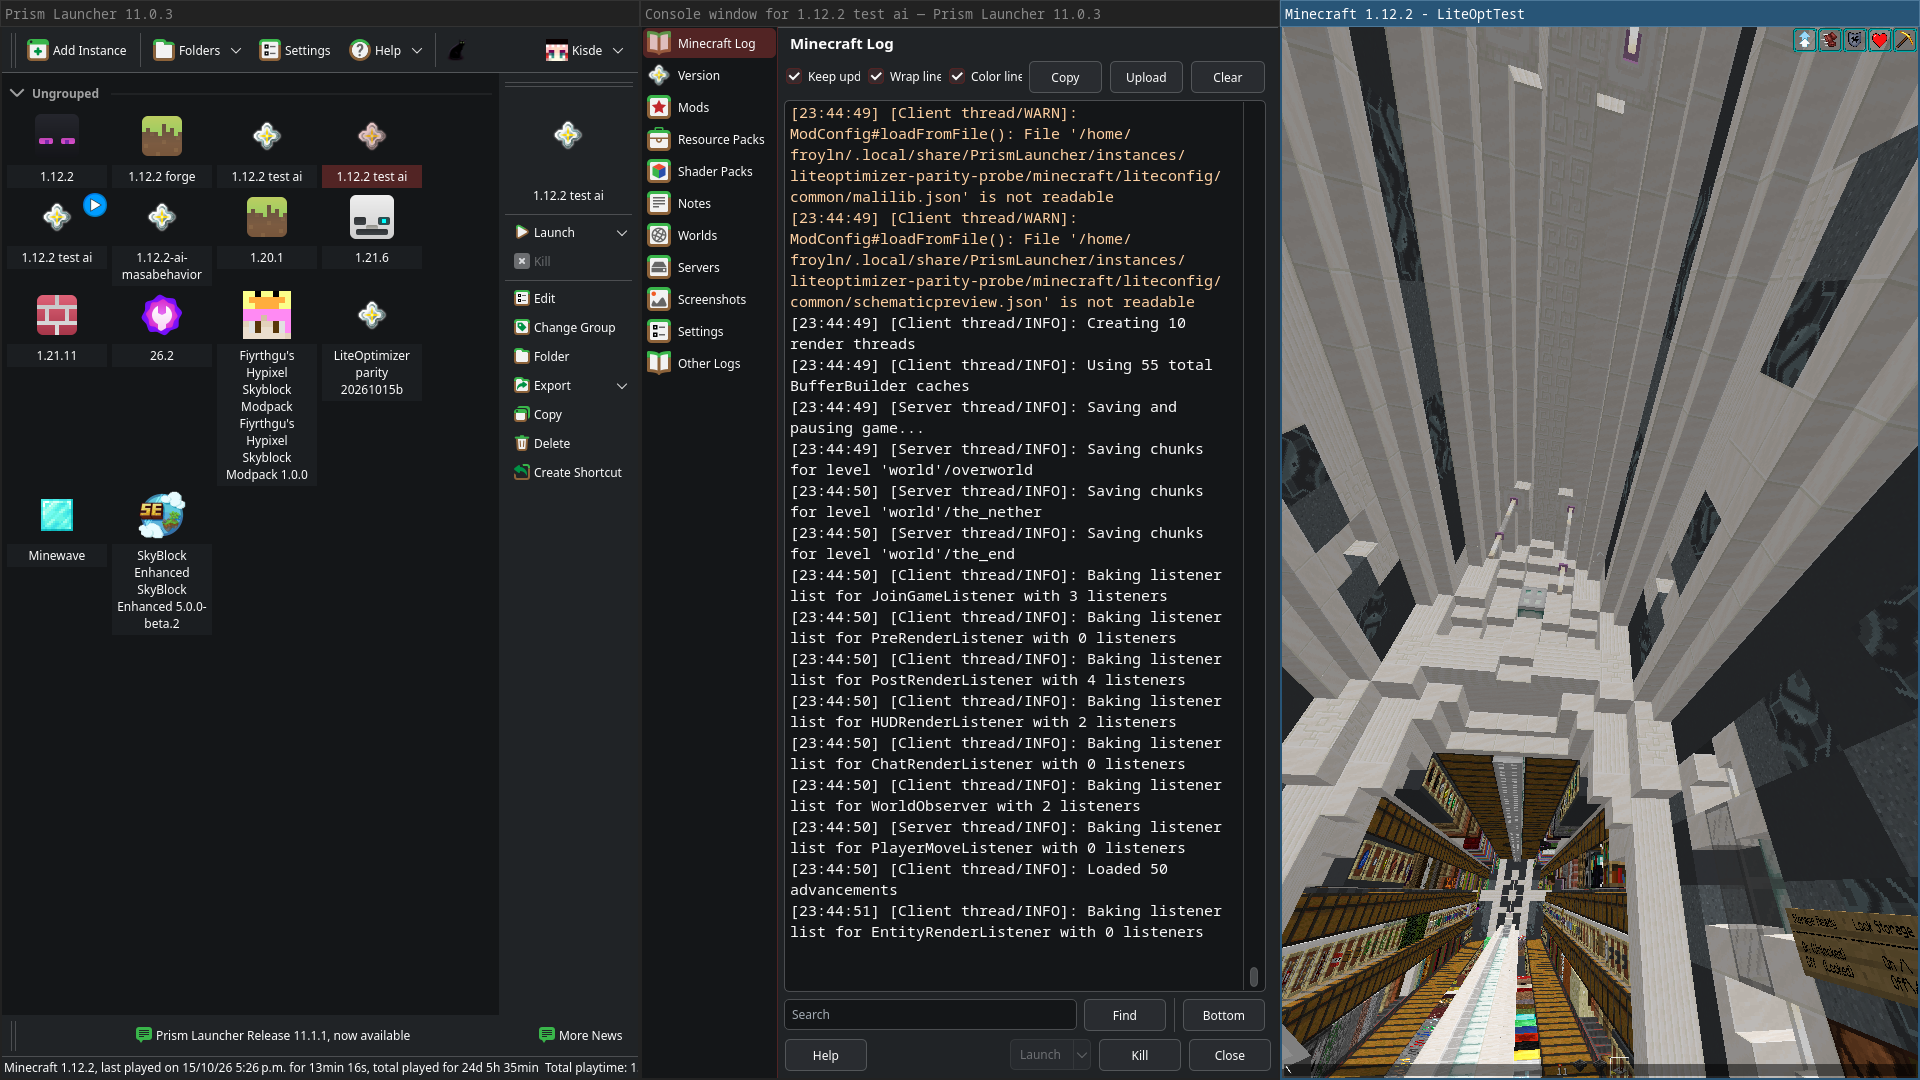 Prism Launcher 11.0.3
Add Instance
Folders
Settings
Help
Kisde
Ungrouped
1.12.2
1.12.2 forge
1.12.2 test ai
1.12.2 test ai
1.12.2 test ai
1.12.2-ai-
masabehavior
1.20.1
1.21.6
1.21.11
26.2
Fiyrthgu's
Hypixel
Skyblock
Modpack
Fiyrthgu's
Hypixel
Skyblock
Modpack 1.0.0
LiteOptimizer
parity
20261015b
Minewave
SkyBlock
Enhanced
SkyBlock
Enhanced 5.0.0-
beta.2
1.12.2 test ai
Launch
Kill
Edit
Change Group
Folder
Export
Copy
Delete
Create Shortcut
Prism Launcher Release 11.1.1, now available
More News
Minecraft 1.12.2, last played on 15/10/26 5:26 p.m. for 13min 16s, total played for 24d 5h 35min Total playtime: 1
Console window for 1.12.2 test ai — Prism Launcher 11.0.3
Minecraft Log
Version
Mods
Resource Packs
Shader Packs
Notes
Worlds
Servers
Screenshots
Settings
Other Logs
Minecraft Log
Keep upd
Wrap line
Color line
Copy
Upload
Clear
[23:44:49] [Client thread/WARN]:
ModConfig#loadFromFile(): File '/home/
froyln/.local/share/PrismLauncher/instances/
liteoptimizer-parity-probe/minecraft/liteconfig/
common/malilib.json' is not readable
[23:44:49] [Client thread/WARN]:
ModConfig#loadFromFile(): File '/home/
froyln/.local/share/PrismLauncher/instances/
liteoptimizer-parity-probe/minecraft/liteconfig/
common/schematicpreview.json' is not readable
[23:44:49] [Client thread/INFO]: Creating 10
render threads
[23:44:49] [Client thread/INFO]: Using 55 total
BufferBuilder caches
[23:44:49] [Server thread/INFO]: Saving and
pausing game...
[23:44:49] [Server thread/INFO]: Saving chunks
for level 'world'/overworld
[23:44:50] [Server thread/INFO]: Saving chunks
for level 'world'/the_nether
[23:44:50] [Server thread/INFO]: Saving chunks
for level 'world'/the_end
[23:44:50] [Client thread/INFO]: Baking listener
list for JoinGameListener with 3 listeners
[23:44:50] [Client thread/INFO]: Baking listener
list for PreRenderListener with 0 listeners
[23:44:50] [Client thread/INFO]: Baking listener
list for PostRenderListener with 4 listeners
[23:44:50] [Client thread/INFO]: Baking listener
list for HUDRenderListener with 2 listeners
[23:44:50] [Client thread/INFO]: Baking listener
list for ChatRenderListener with 0 listeners
[23:44:50] [Client thread/INFO]: Baking listener
list for WorldObserver with 2 listeners
[23:44:50] [Server thread/INFO]: Baking listener
list for PlayerMoveListener with 0 listeners
[23:44:50] [Client thread/INFO]: Loaded 50
advancements
[23:44:51] [Client thread/INFO]: Baking listener
list for EntityRenderListener with 0 listeners
Search
Find
Bottom
Help
Launch
Kill
Close
Minecraft 1.12.2 - LiteOptTest
Lock Storage
(Locked)
11